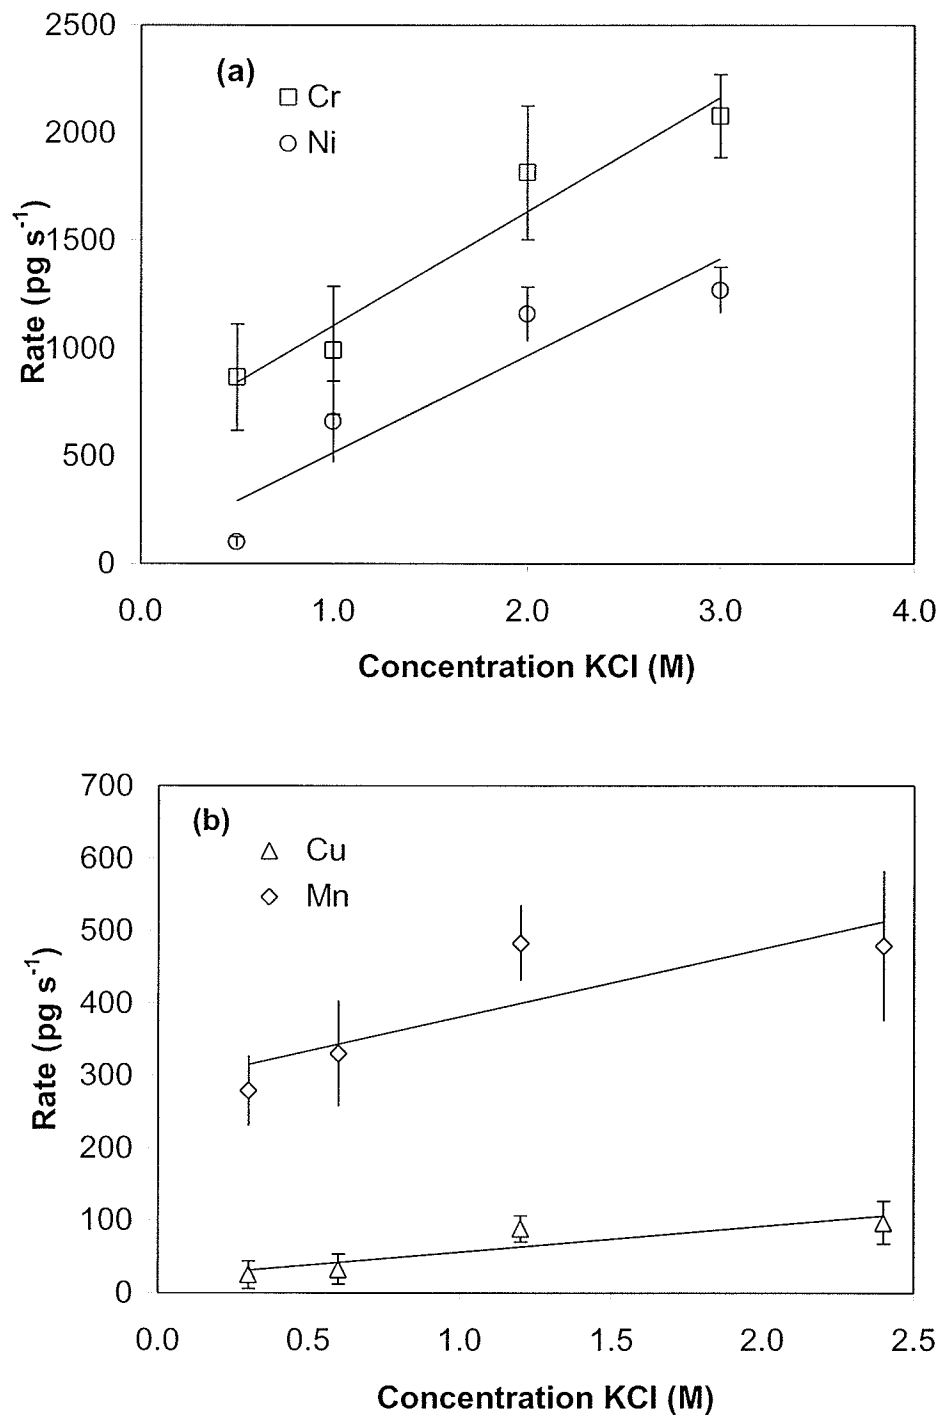 2500
(a)
Cr
2000
Ni
1500
Rate (pg s-1)
1000
500
0
0.0 1.0 2.0 3.0 4.0
Concentration KCl (M)
700
(b)
Cu
600
Mn
500
400
Rate (pg s-1)
300
200
100
0
0.0 0.5 1.0 1.5 2.0 2.5
Concentration KCl (M)